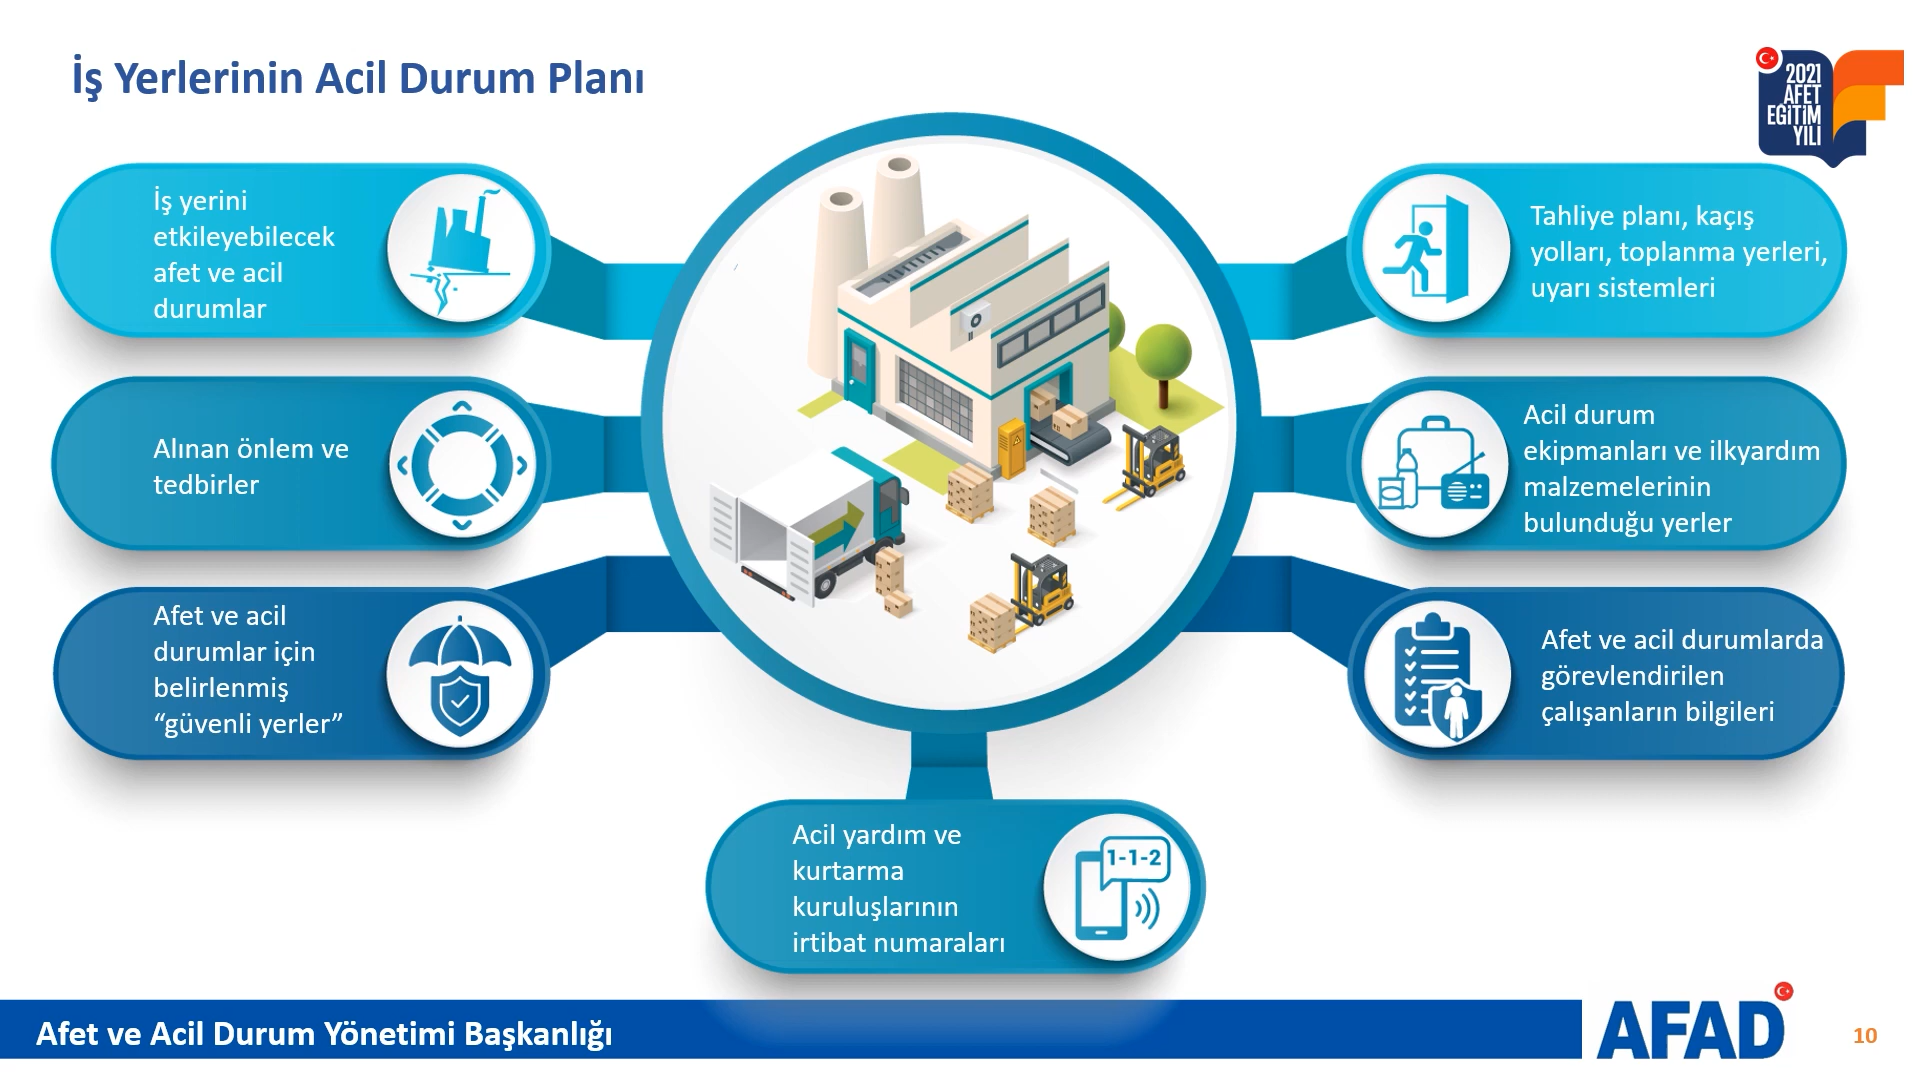 İş Yerlerinin Acil Durum Planı
2021
AFET
EĞİTİM
YILI
İş yerini
etkileyebilecek
afet ve acil
durumlar
Alınan önlem ve
tedbirler
Afet ve acil
durumlar için
belirlenmiş
“güvenli yerler”
Tahliye planı, kaçış
yolları, toplanma yerleri,
uyarı sistemleri
Acil durum
ekipmanları ve ilkyardım
malzemelerinin
bulunduğu yerler
Afet ve acil durumlarda
görevlendirilen
çalışanların bilgileri
Acil yardım ve
kurtarma
kuruluşlarının
irtibat numaraları
1-1-2
Afet ve Acil Durum Yönetimi Başkanlığı
AFAD
10